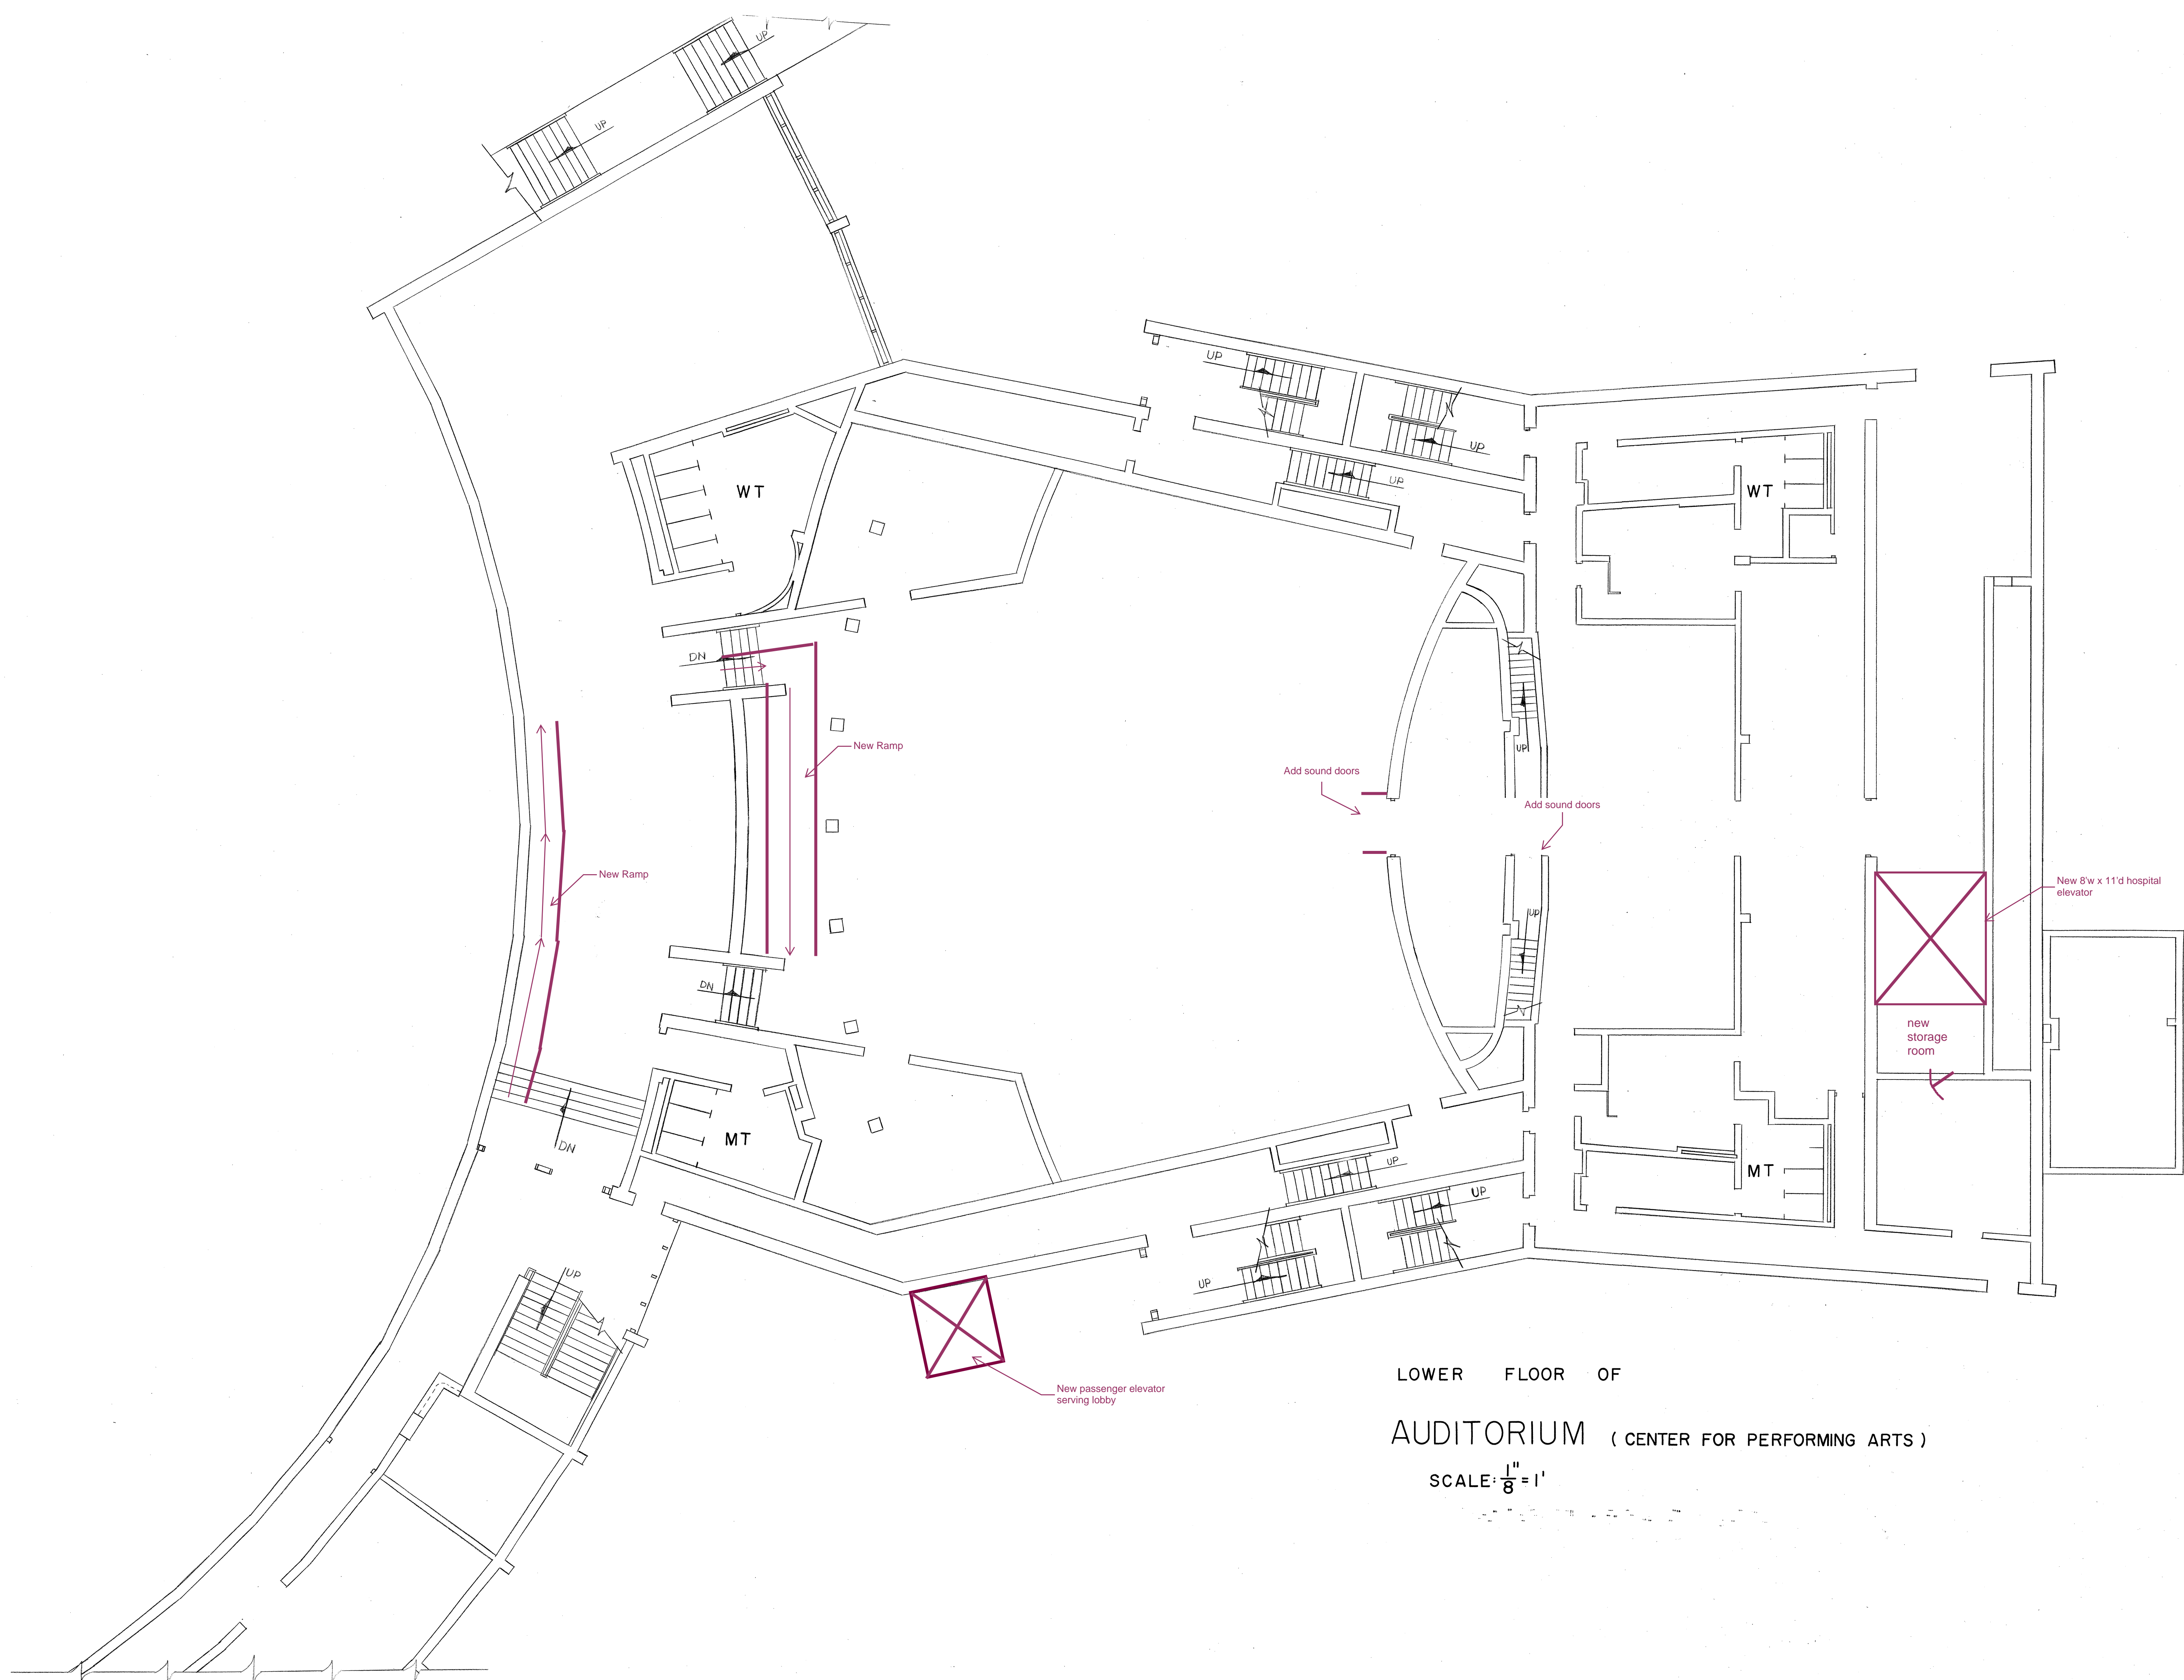 UP
UP
UP
UP
UP
UP
WT
WT
DN
UP
New Ramp
Add sound doors
Add sound doors
New Ramp
New 8'w x 11'd hospital
elevator
UP
DN
new
storage
room
MT
DN
UP
MT
UP
UP
UP
New passenger elevator
serving lobby
LOWER FLOOR OF
AUDITORIUM ( CENTER FOR PERFORMING ARTS )
SCALE: 1/8" = 1'